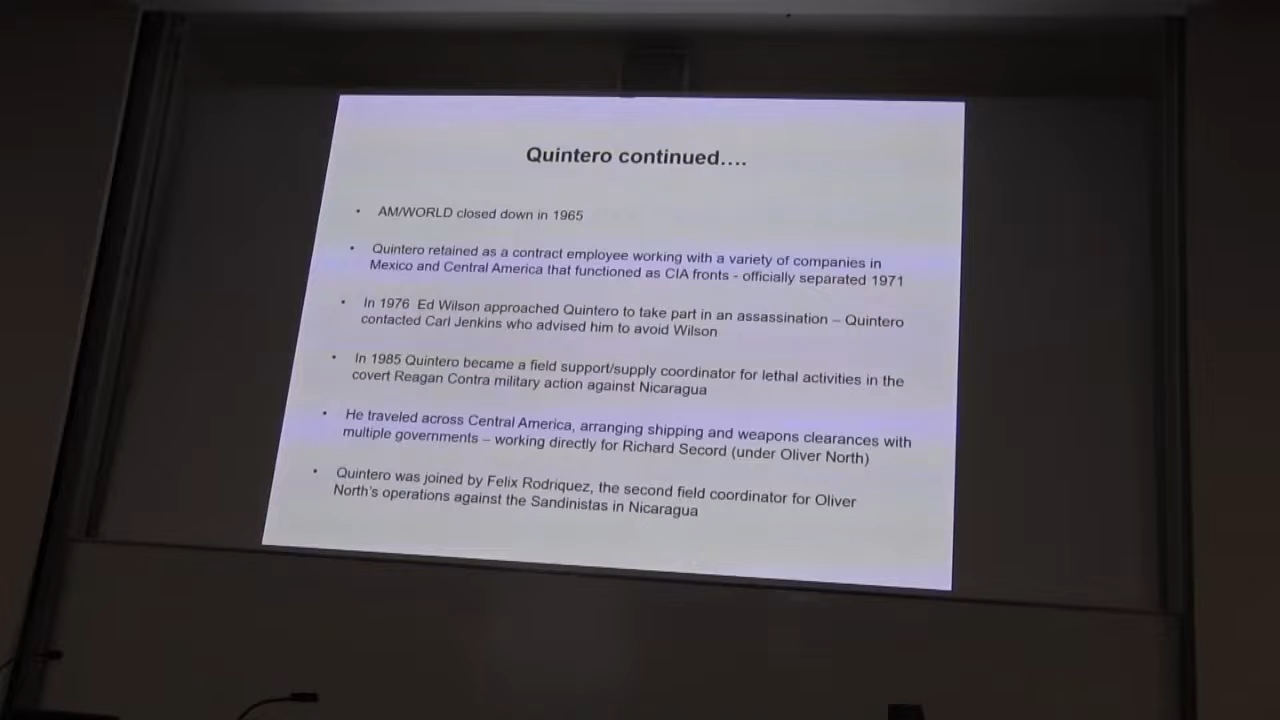 Quintero continued….
• AM/WORLD closed down in 1965
• Quintero retained as a contract employee working with a variety of companies in
Mexico and Central America that functioned as CIA fronts - officially separated 1971
• In 1976 Ed Wilson approached Quintero to take part in an assassination – Quintero
contacted Carl Jenkins who advised him to avoid Wilson
• In 1985 Quintero became a field support/supply coordinator for lethal activities in the
covert Reagan Contra military action against Nicaragua
• He traveled across Central America, arranging shipping and weapons clearances with
multiple governments – working directly for Richard Secord (under Oliver North)
• Quintero was joined by Felix Rodriquez, the second field coordinator for Oliver
North's operations against the Sandinistas in Nicaragua